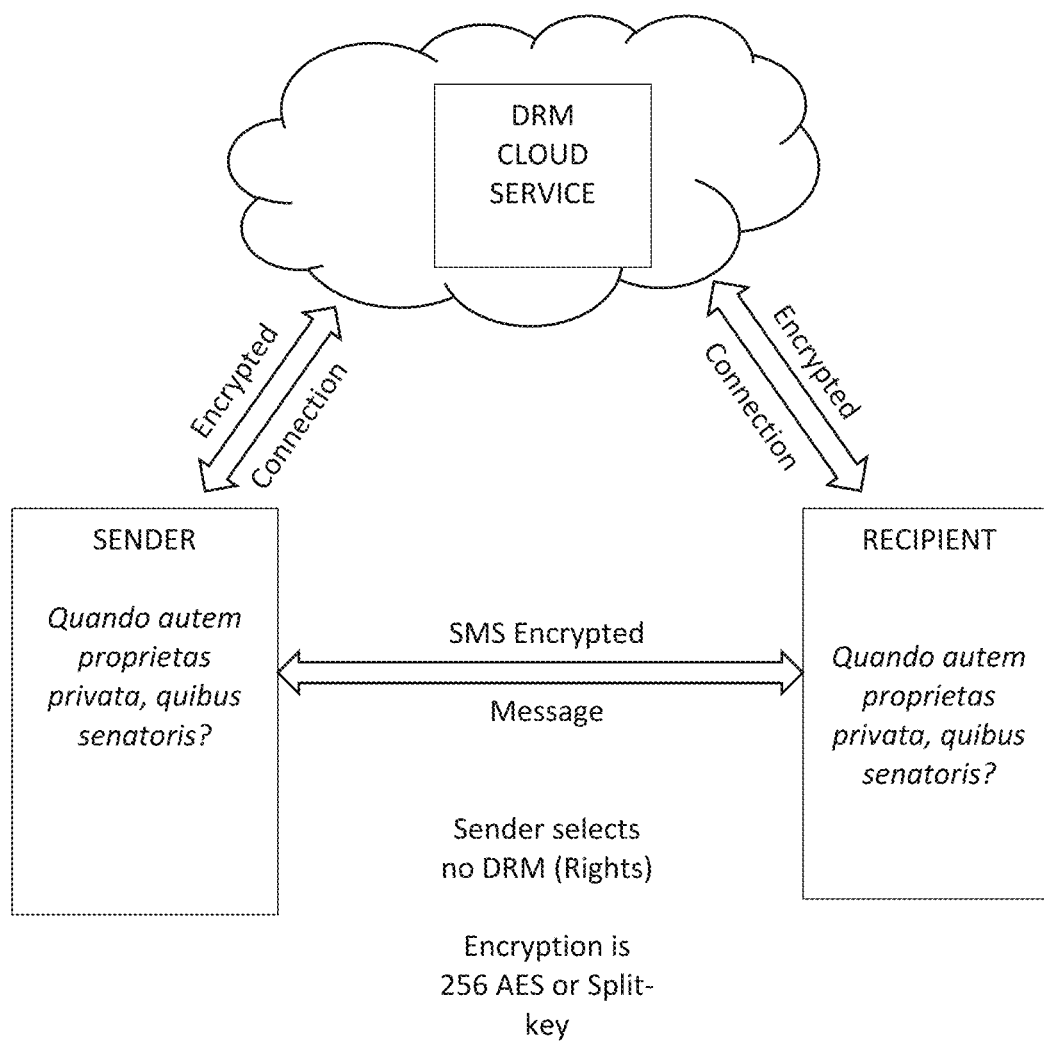 DRM
CLOUD
SERVICE
Encrypted
Connection
Encrypted
Connection
SENDER
Quando autem
proprietas
privata, quibus
senatoris?
SMS Encrypted
Message
RECIPIENT
Quando autem
proprietas
privata, quibus
senatoris?
Sender selects
no DRM (Rights)
Encryption is
256 AES or Split-
key